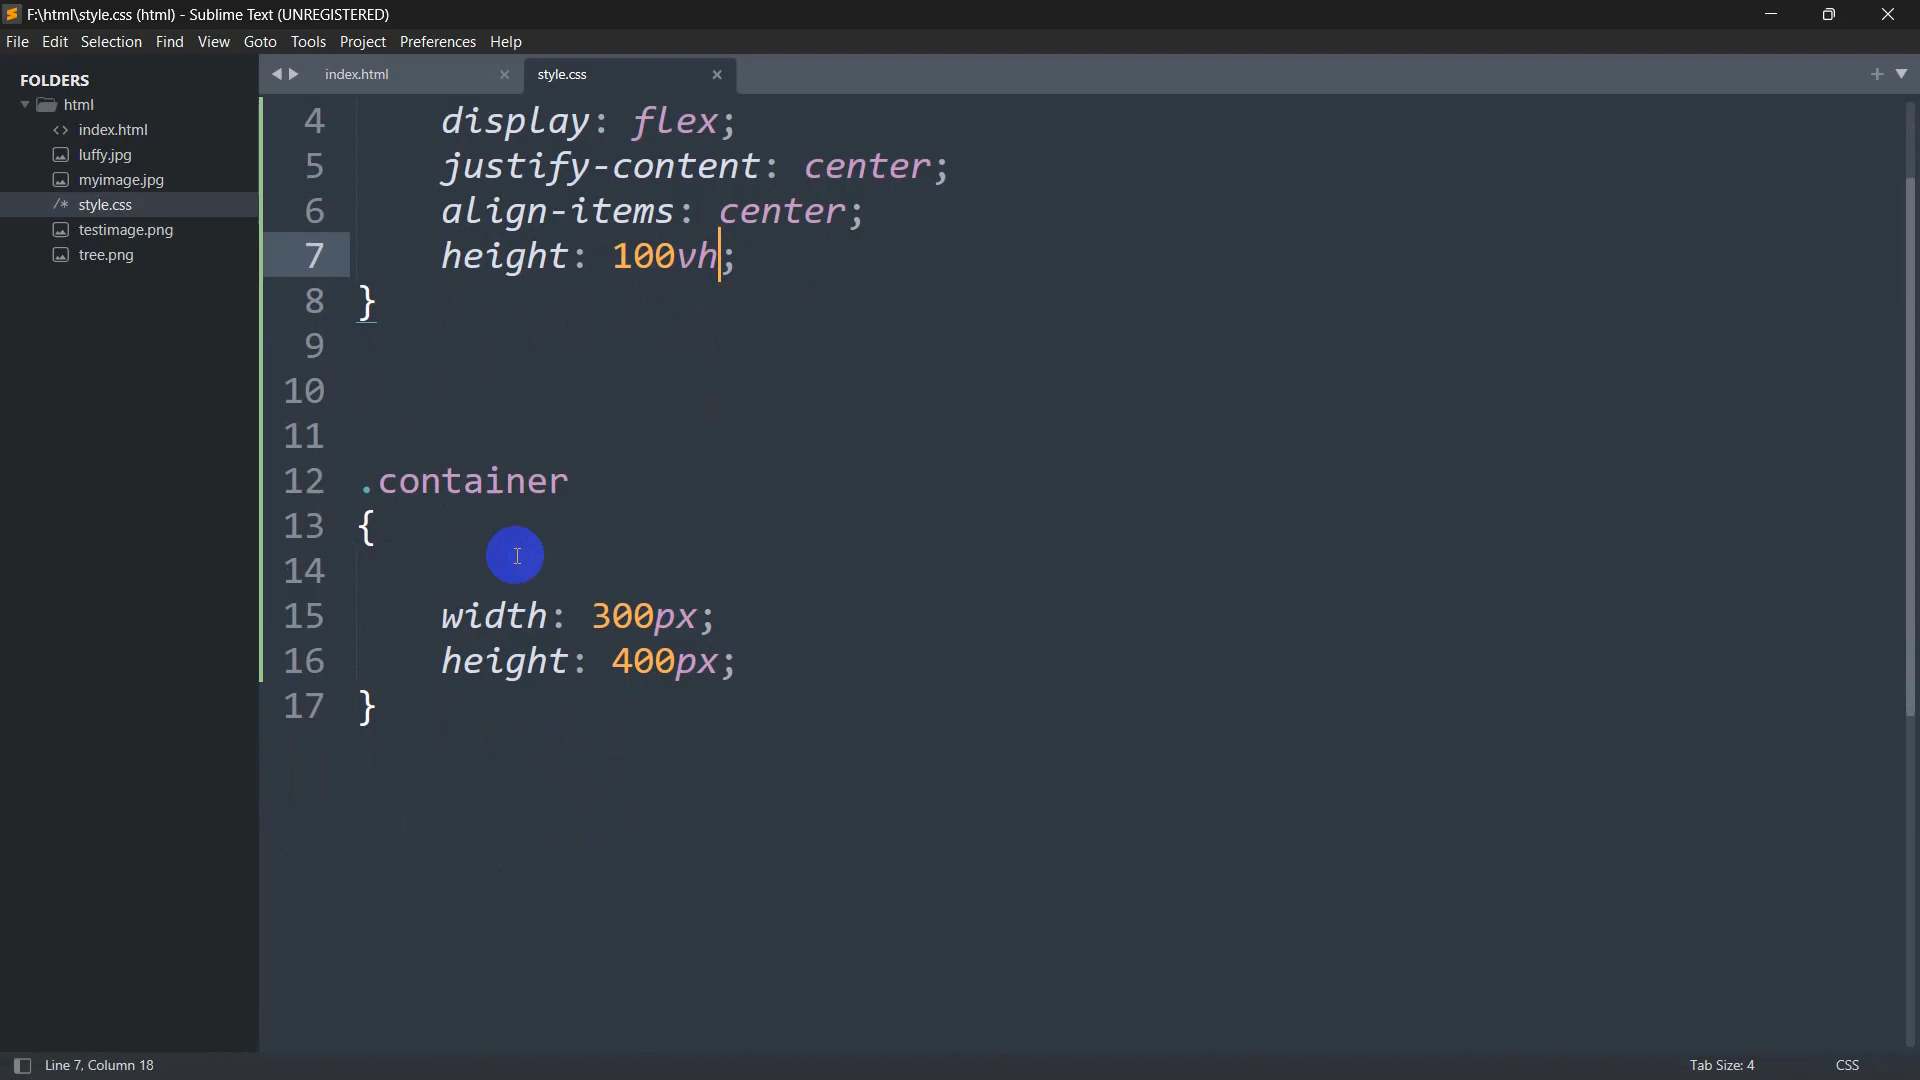 F:\html\style.css (html) - Sublime Text (UNREGISTERED)
File Edit Selection Find View Goto Tools Project Preferences Help
FOLDERS
html
index.html
luffy.jpg
myimage.jpg
style.css
testimage.png
tree.png
index.html style.css
4 display: flex;
5 justify-content: center;
6 align-items: center;
7 height: 100vh;
8 }
9
10
11
12 .container
13 {
14
15 width: 300px;
16 height: 400px;
17 }
Line 7, Column 18 Tab Size: 4 CSS